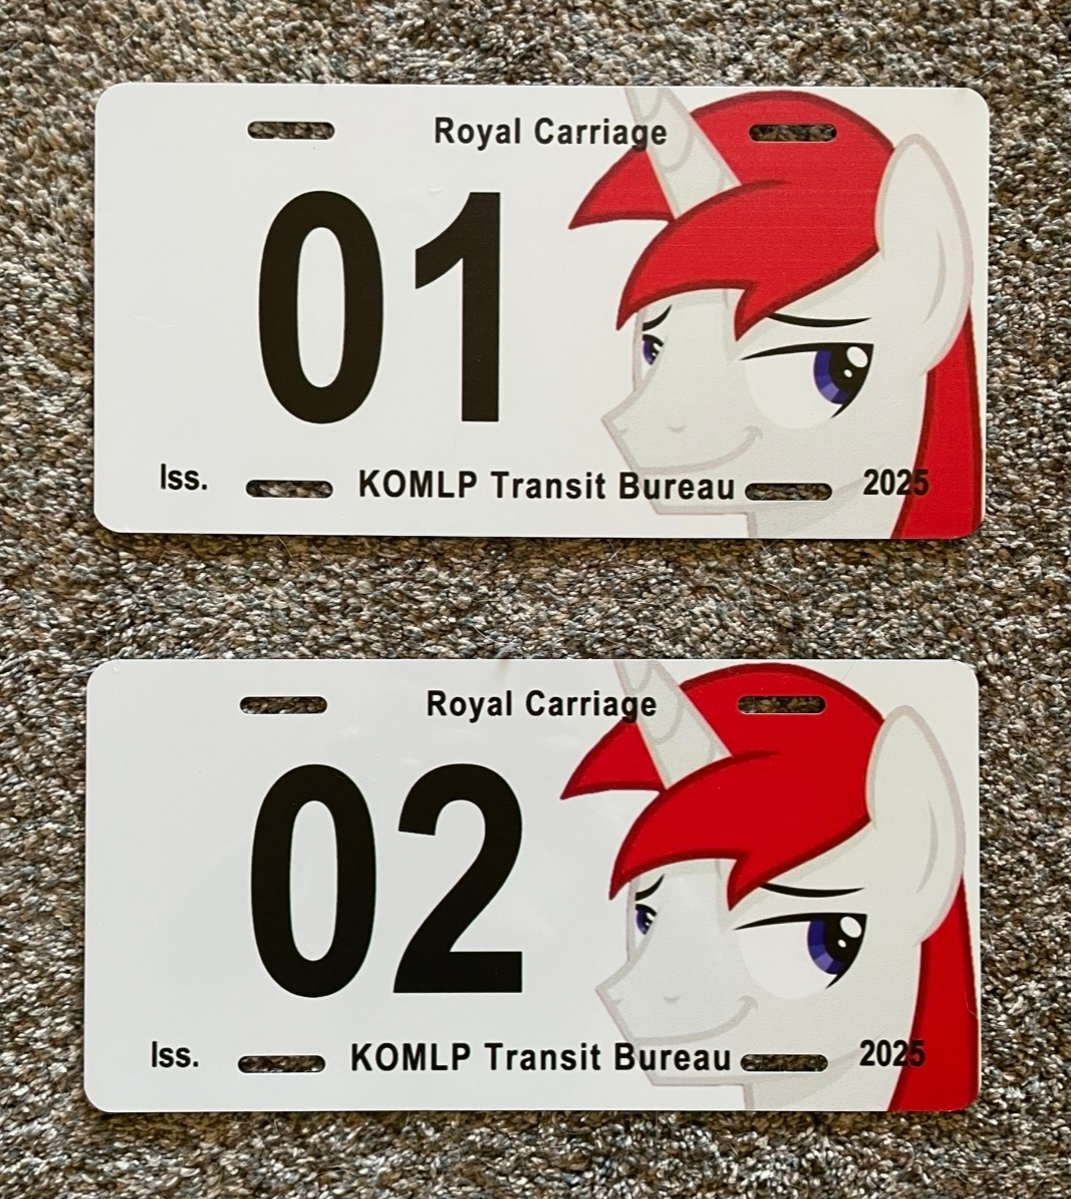 Royal Carriage
01
Iss. KOMLP Transit Bureau 2025
Royal Carriage
02
Iss. KOMLP Transit Bureau 2025